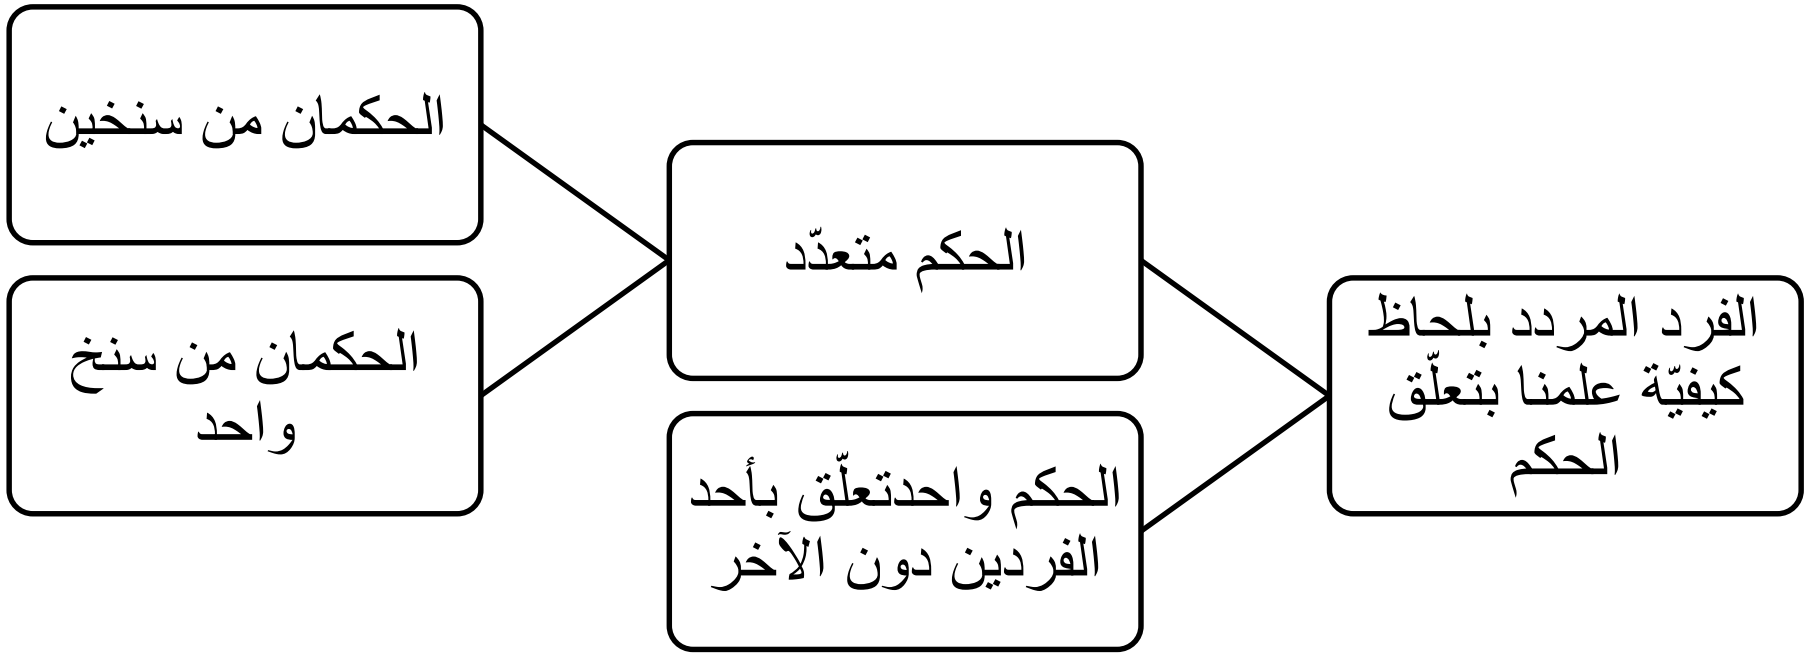 الفرد المردد بلحاظ
كيفيّة علمنا بتعلّق
الحكم
الحكم متعدّد
الحكمان من سنخين
الحكمان من سنخ
واحد
الحكم واحدتعلّق بأحد
الفردين دون الآخر